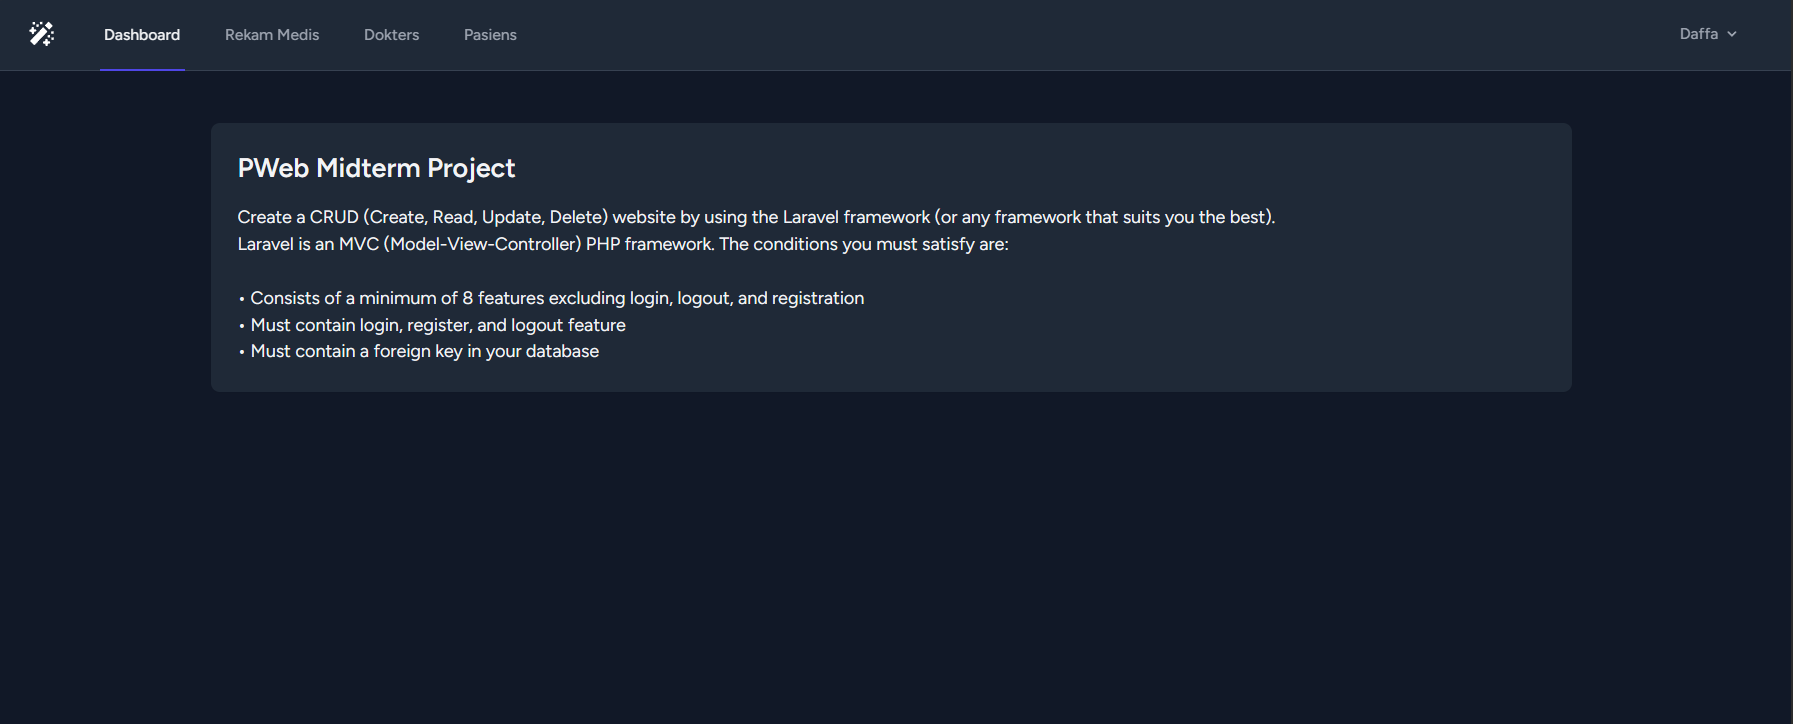 Dashboard Rekam Medis Dokters Pasiens Daffa
PWeb Midterm Project
Create a CRUD (Create, Read, Update, Delete) website by using the Laravel framework (or any framework that suits you the best).
Laravel is an MVC (Model-View-Controller) PHP framework. The conditions you must satisfy are:
• Consists of a minimum of 8 features excluding login, logout, and registration
• Must contain login, register, and logout feature
• Must contain a foreign key in your database